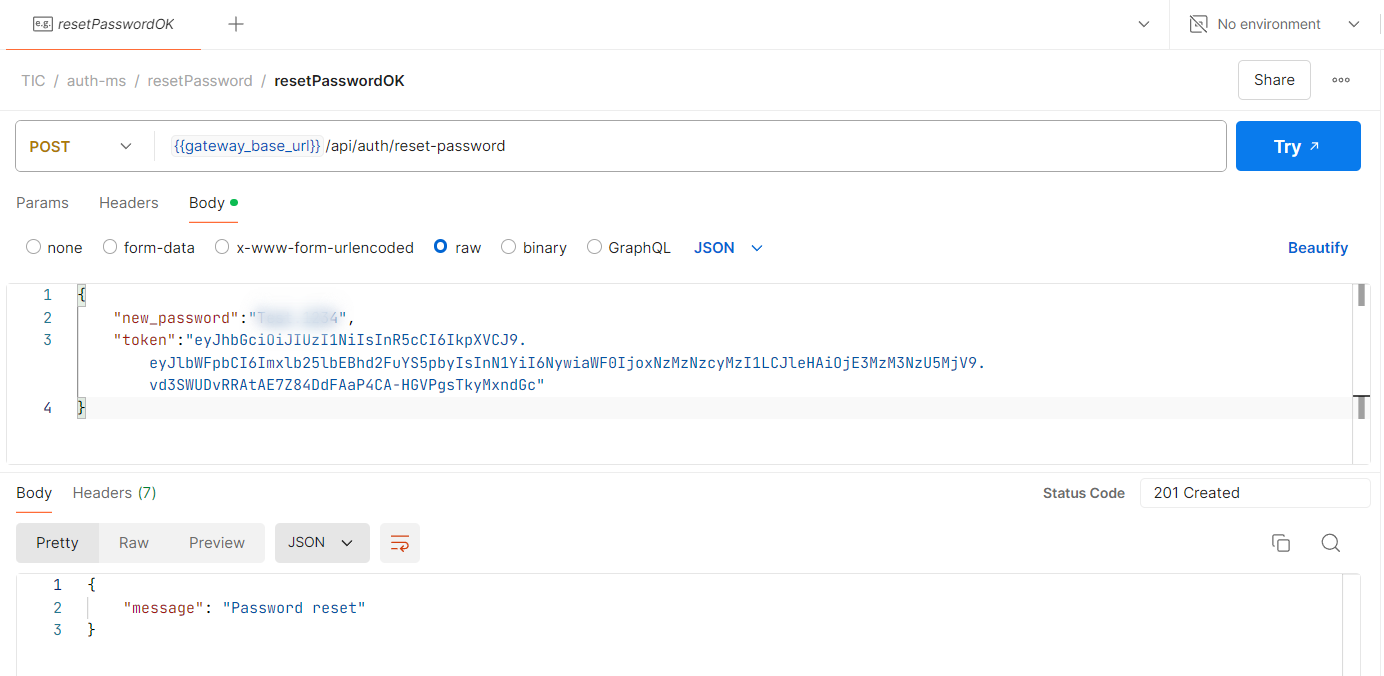 e.g. resetPasswordOK
No environment
TIC / auth-ms / resetPassword / resetPasswordOK
Share
POST
{{gateway_base_url}} /api/auth/reset-password
Try
Params Headers Body
none form-data x-www-form-urlencoded raw binary GraphQL JSON Beautify
1 {
2 "new_password":"",
3 "token":"eyJhbGciOiJIUzI1NiIsInR5cCI6IkpXVCJ9.
eyJlbWFpbCI6Imxlb25lbEBhd2FuYS5pbyIsInN1YiI6NywiaWF0IjoxNzMzNzcyMzI1LCJleHAiOjE3MzM3NzU5MjV9.
vd3SWUDvRRAtAE7Z84DdFAaP4CA-HGVPgsTkyMxndGc"
4 }
Body Headers (7) Status Code 201 Created
Pretty Raw Preview JSON
1 {
2 "message": "Password reset"
3 }